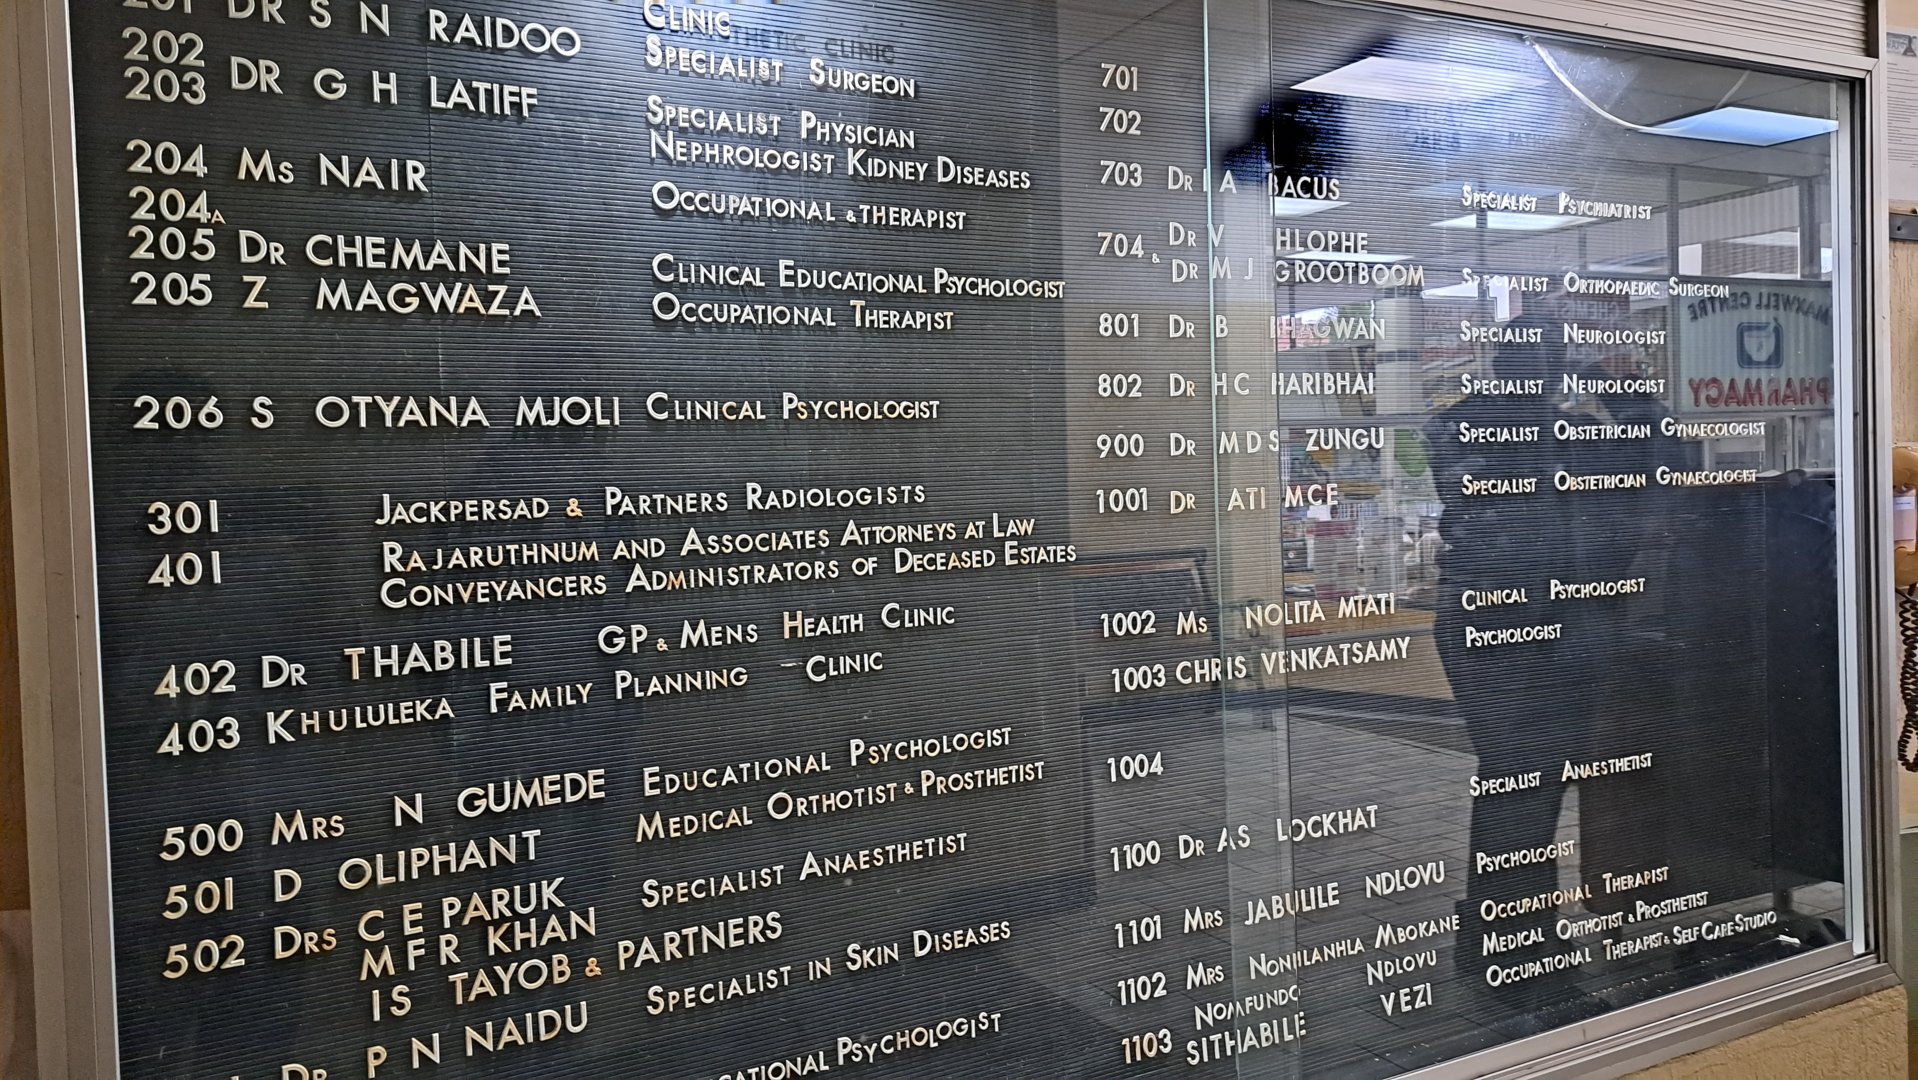 201 DR S N RAIDOO
CLINIC
202
SPECIALIST SURGEON
203 DR G H LATIFF
SPECIALIST PHYSICIAN
NEPHROLOGIST KIDNEY DISEASES
204 Ms NAIR
OCCUPATIONAL & THERAPIST
204A
205 DR CHEMANE CLINICAL EDUCATIONAL PSYCHOLOGIST
205 Z MAGWAZA OCCUPATIONAL THERAPIST
206 S OTYANA MJOLI CLINICAL PSYCHOLOGIST
301 JACKPERSAD & PARTNERS RADIOLOGISTS
401 RAJARUTHNUM AND ASSOCIATES ATTORNEYS AT LAW
CONVEYANCERS ADMINISTRATORS OF DECEASED ESTATES
402 DR THABILE GP & MENS HEALTH CLINIC
403 KHULULEKA FAMILY PLANNING – CLINIC
500 MRS N GUMEDE EDUCATIONAL PSYCHOLOGIST
501 D OLIPHANT MEDICAL ORTHOTIST & PROSTHETIST
502 DRS C E PARUK SPECIALIST ANAESTHETIST
M F R KHAN
I S TAYOB & PARTNERS
DR P N NAIDU SPECIALIST IN SKIN DISEASES
PSYCHOLOGIST
701
702
703 DR A BACUS SPECIALIST PSYCHIATRIST
704 DR V HLOPHE
& DR M J GROOTBOOM SPECIALIST ORTHOPAEDIC SURGEON
801 DR B BHAGWAN SPECIALIST NEUROLOGIST
802 DR H C HARIBHAI SPECIALIST NEUROLOGIST
900 DR M D S ZUNGU SPECIALIST OBSTETRICIAN GYNAECOLOGIST
1001 DR SPECIALIST OBSTETRICIAN GYNAECOLOGIST
1002 Ms NOLITA MTATI CLINICAL PSYCHOLOGIST
1003 CHRIS VENKATSAMY PSYCHOLOGIST
1004
1100 DR A S LOCKHAT SPECIALIST ANAESTHETIST
1101 MRS JABULILE NDLOVU PSYCHOLOGIST
1102 MRS MBOKANE OCCUPATIONAL THERAPIST
NOMFUNDO NDLOVU MEDICAL ORTHOTIST & PROSTHETIST
1103 SITHABILE VEZI OCCUPATIONAL THERAPIST & SELF CARE STUDIO
MAXWELL CENTRE
PHARMACY